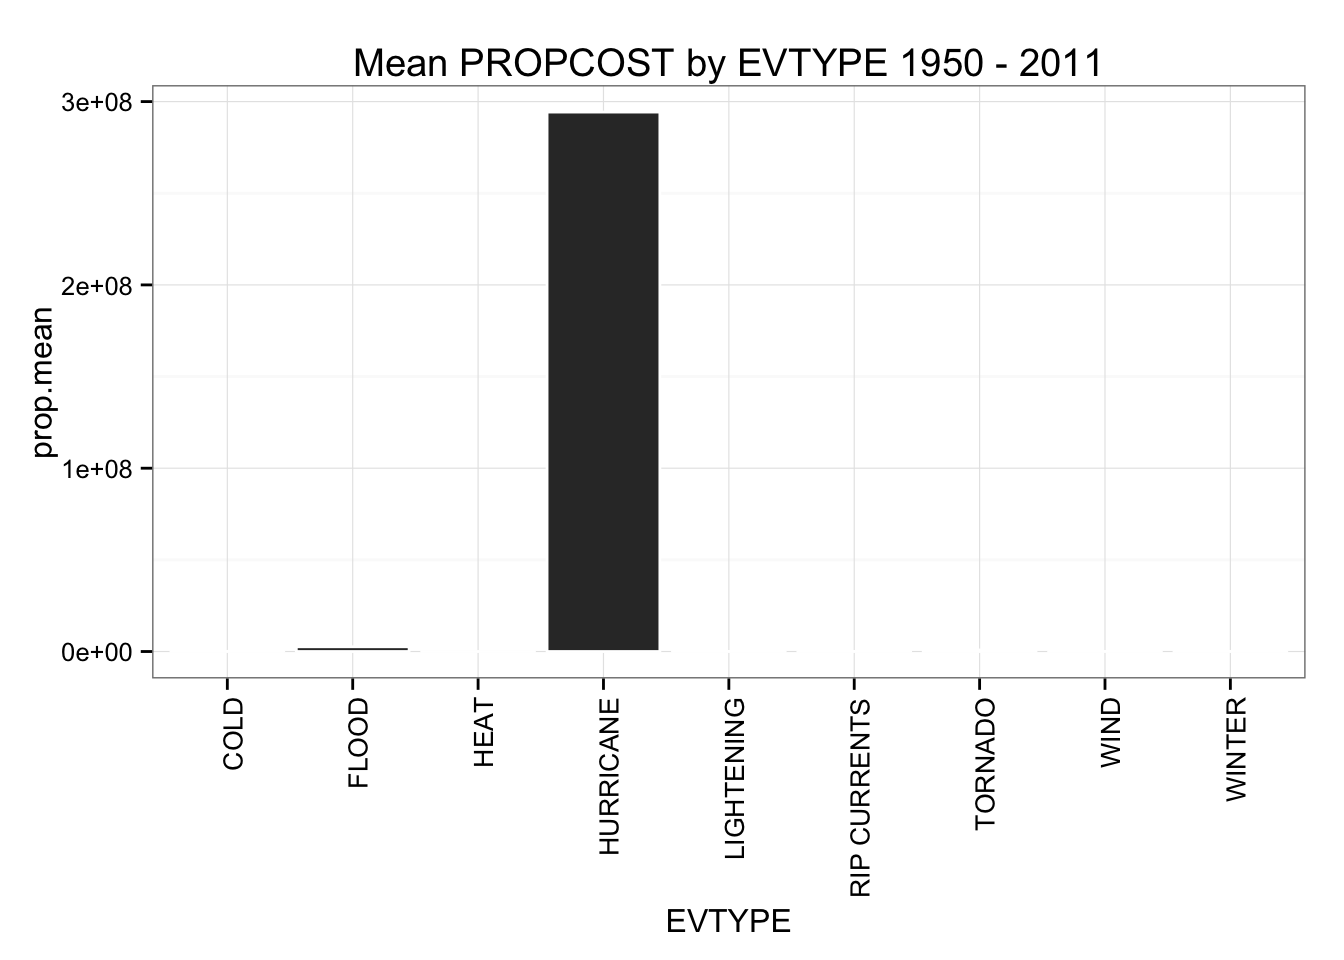 Mean PROPCOST by EVTYPE 1950 - 2011
3e+08
2e+08
1e+08
0e+00
prop.mean
COLD
FLOOD
HEAT
HURRICANE
LIGHTENING
RIP CURRENTS
TORNADO
WIND
WINTER
EVTYPE